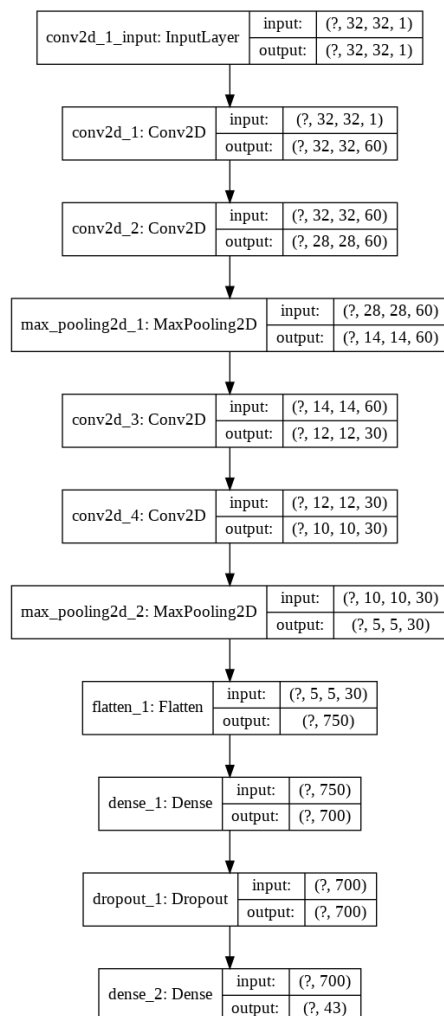 conv2d_1_input: InputLayer
input: (?, 32, 32, 1)
output: (?, 32, 32, 1)
conv2d_1: Conv2D
input: (?, 32, 32, 1)
output: (?, 32, 32, 60)
conv2d_2: Conv2D
input: (?, 32, 32, 60)
output: (?, 28, 28, 60)
max_pooling2d_1: MaxPooling2D
input: (?, 28, 28, 60)
output: (?, 14, 14, 60)
conv2d_3: Conv2D
input: (?, 14, 14, 60)
output: (?, 12, 12, 30)
conv2d_4: Conv2D
input: (?, 12, 12, 30)
output: (?, 10, 10, 30)
max_pooling2d_2: MaxPooling2D
input: (?, 10, 10, 30)
output: (?, 5, 5, 30)
flatten_1: Flatten
input: (?, 5, 5, 30)
output: (?, 750)
dense_1: Dense
input: (?, 750)
output: (?, 700)
dropout_1: Dropout
input: (?, 700)
output: (?, 700)
dense_2: Dense
input: (?, 700)
output: (?, 43)